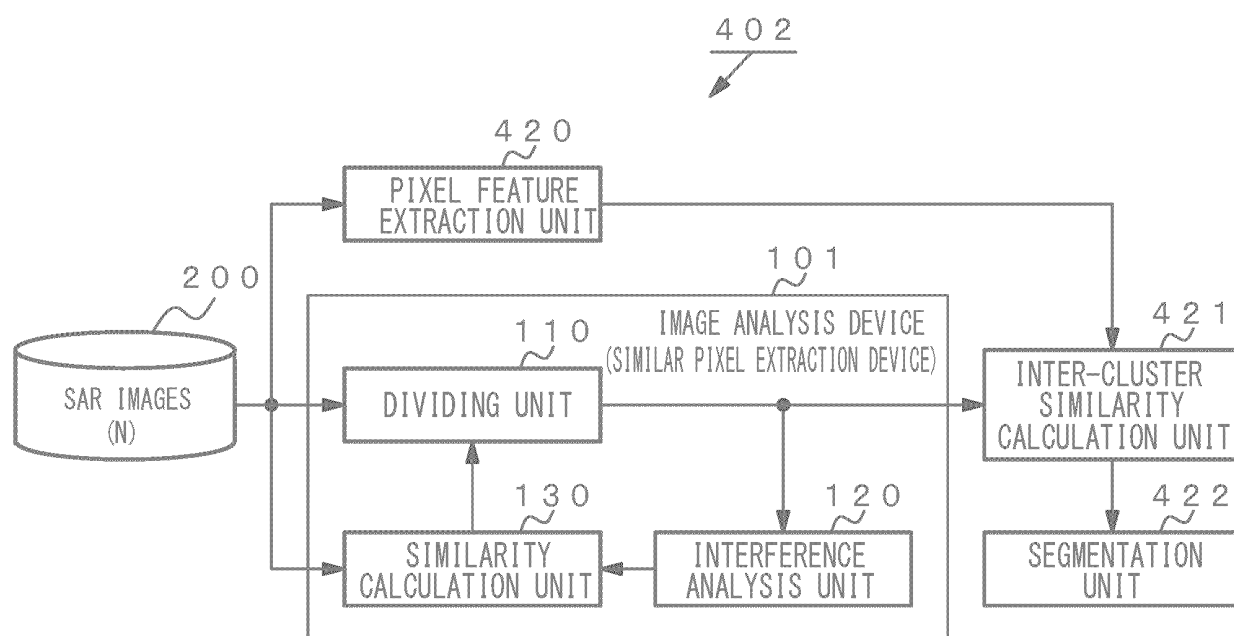 402
420
PIXEL FEATURE
EXTRACTION UNIT
200
101
IMAGE ANALYSIS DEVICE
(SIMILAR PIXEL EXTRACTION DEVICE)
110
DIVIDING UNIT
SAR IMAGES
(N)
421
INTER-CLUSTER
SIMILARITY
CALCULATION UNIT
130
SIMILARITY
CALCULATION UNIT
120
INTERFERENCE
ANALYSIS UNIT
422
SEGMENTATION
UNIT